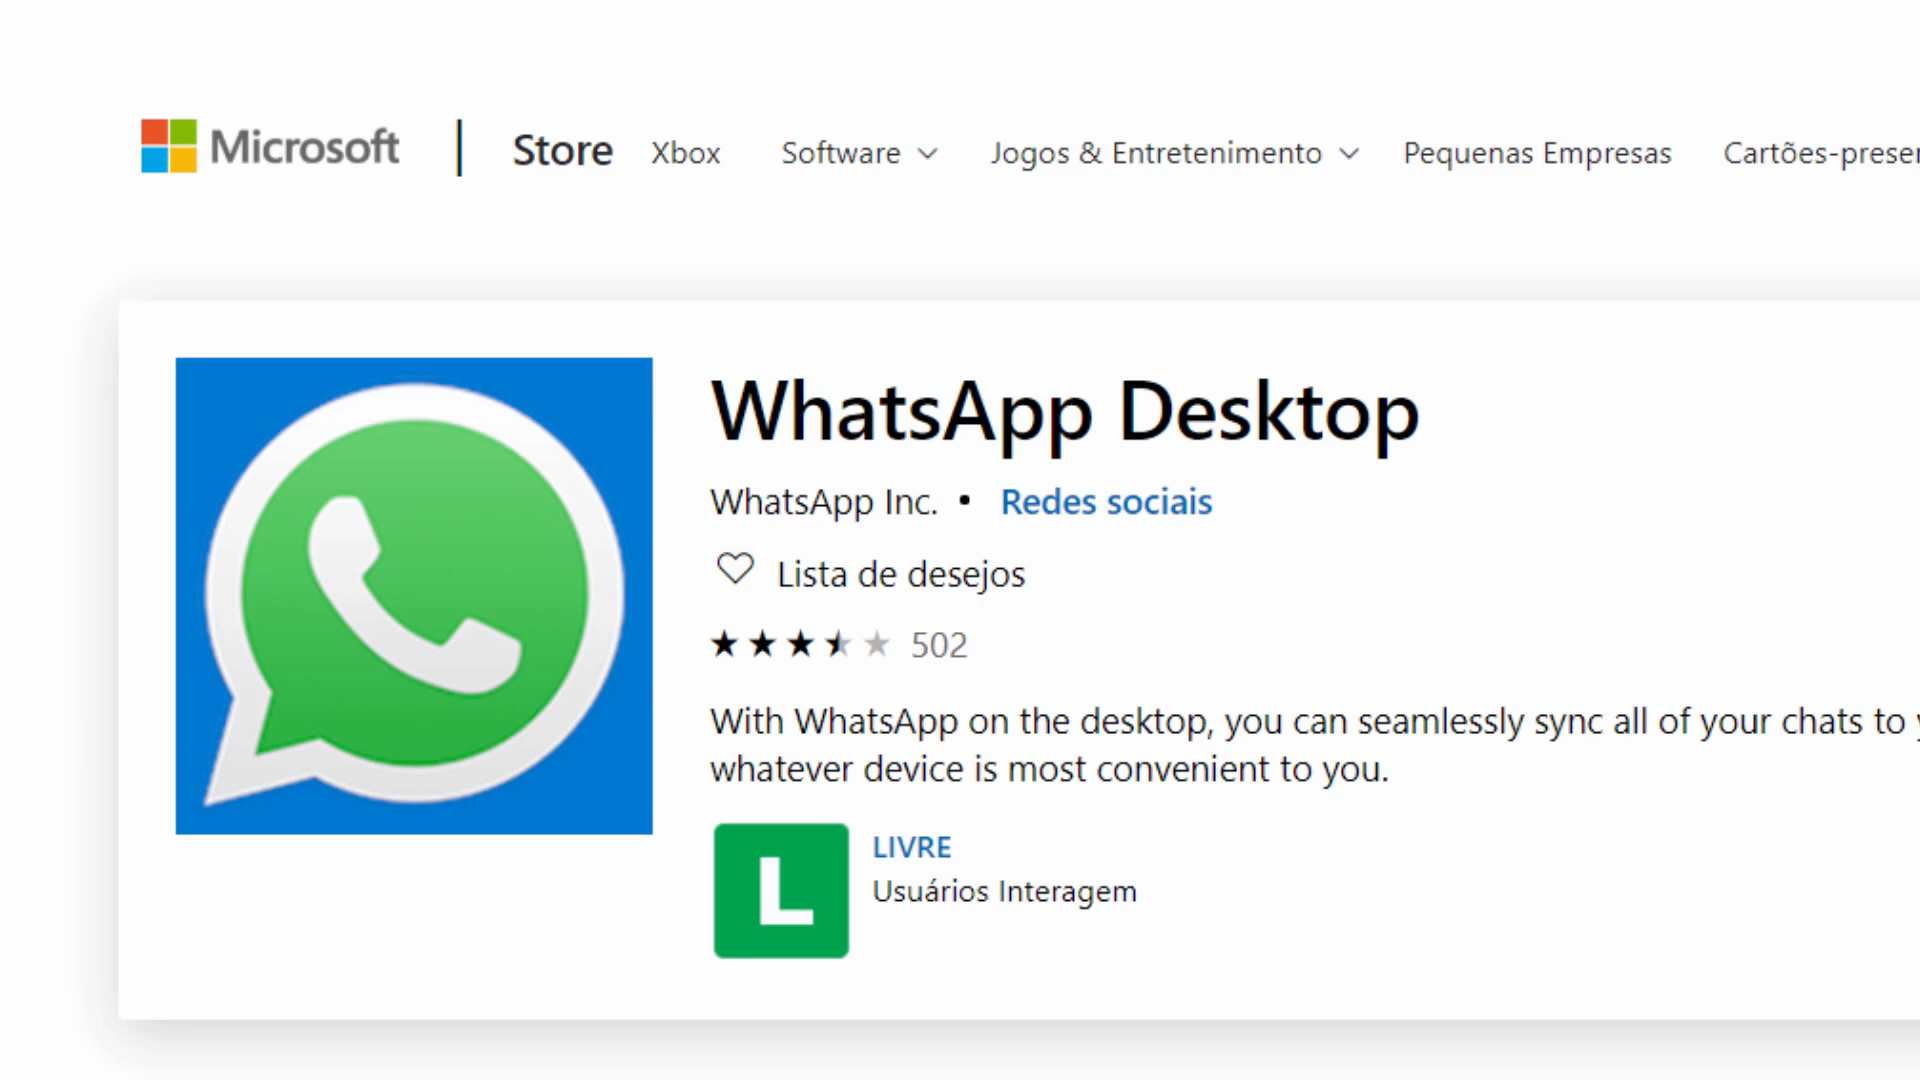 Microsoft Store Xbox Software Jogos & Entretenimento Pequenas Empresas
WhatsApp Desktop
WhatsApp Inc. • Redes sociais
Lista de desejos
502
With WhatsApp on the desktop, you can seamlessly sync all of your chats to
whatever device is most convenient to you.
L
LIVRE
Usuários Interagem